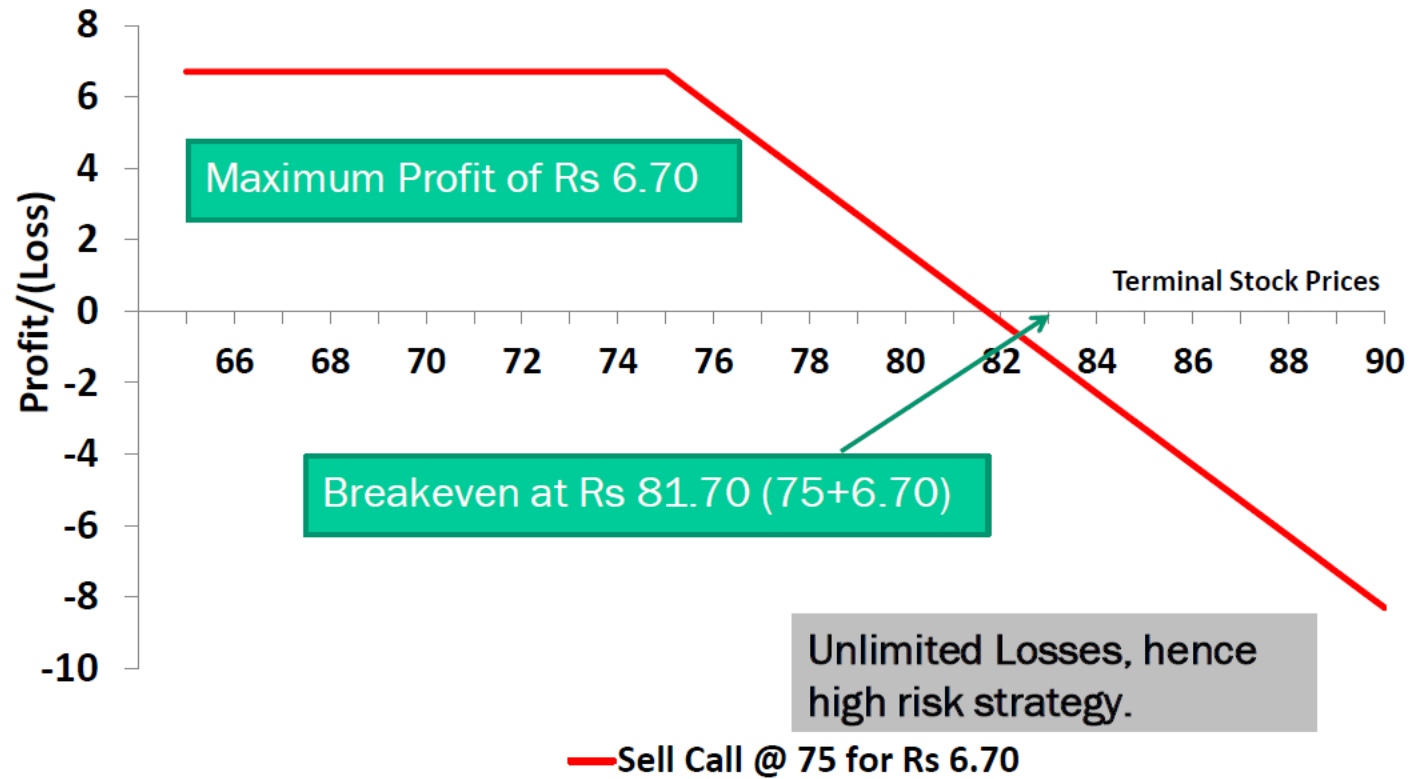 8
6
4
2
0
-2
-4
-6
-8
-10
Profit/(Loss)
Maximum Profit of Rs 6.70
Terminal Stock Prices
66 68 70 72 74 76 78 80 82 84 86 88 90
Breakeven at Rs 81.70 (75+6.70)
Unlimited Losses, hence
high risk strategy.
Sell Call @ 75 for Rs 6.70